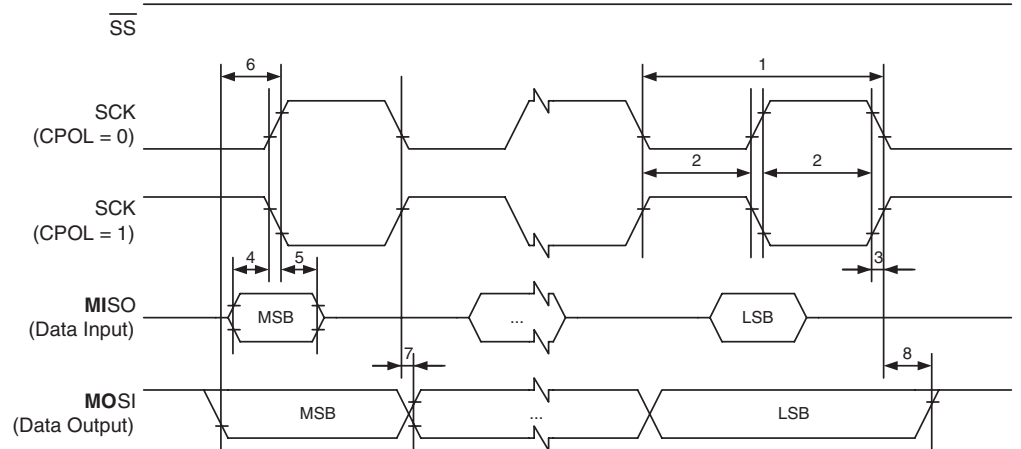 SS
6
1
SCK
(CPOL = 0)
2
2
SCK
(CPOL = 1)
4
5
3
MISO
(Data Input)
MSB
...
LSB
7
8
MOSI
(Data Output)
MSB
...
LSB